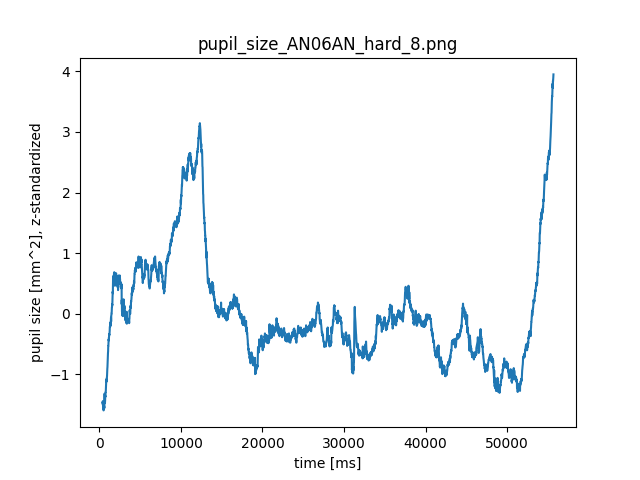 pupil_size_AN06AN_hard_8.png
pupil size [mm^2], z-standardized
4
3
2
1
0
−1
0 10000 20000 30000 40000 50000
time [ms]